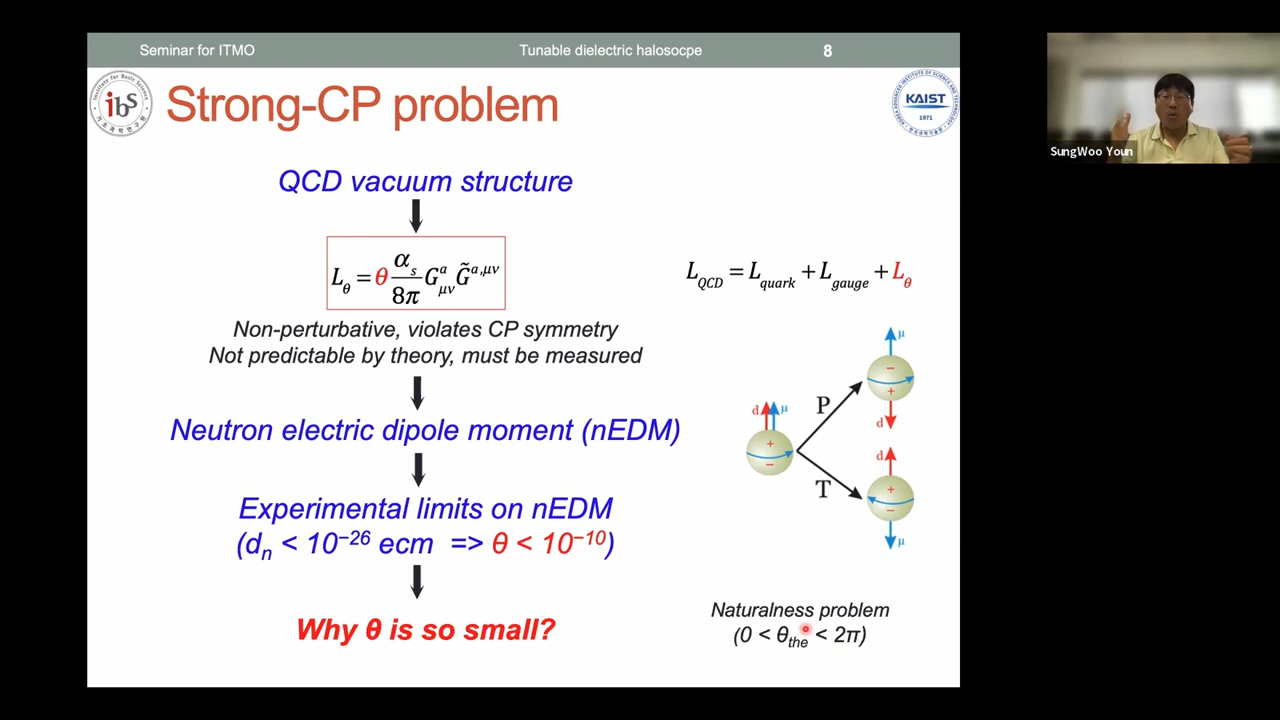 Seminar for ITMO
Tunable dielectric halosocpe
8
ibS
Strong-CP problem
KAIST
1971
SungWoo Youn
QCD vacuum structure
L_θ = θ α_s/8π G^a_μν G̃^a,μν
L_QCD = L_quark + L_gauge + L_θ
Non-perturbative, violates CP symmetry
Not predictable by theory, must be measured
Neutron electric dipole moment (nEDM)
Experimental limits on nEDM
(d_n < 10⁻²⁶ ecm => θ < 10⁻¹⁰)
Why θ is so small?
d μ
+
−
P
T
μ
−
+
d
d
+
−
μ
Naturalness problem
(0 < θ_the < 2π)